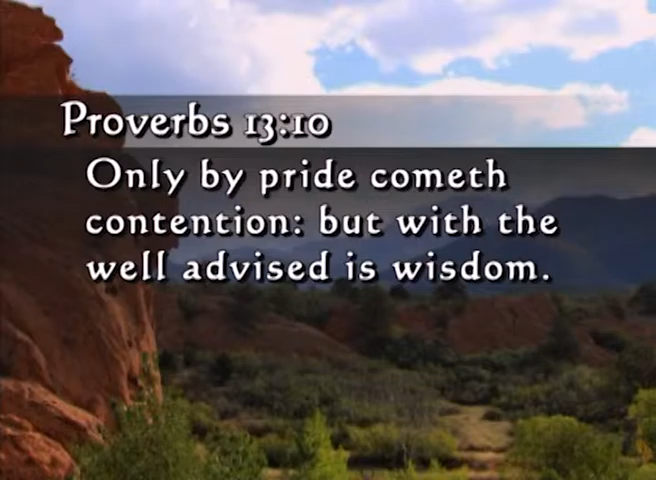 Proverbs 13:10
Only by pride cometh
contention: but with the
well advised is wisdom.